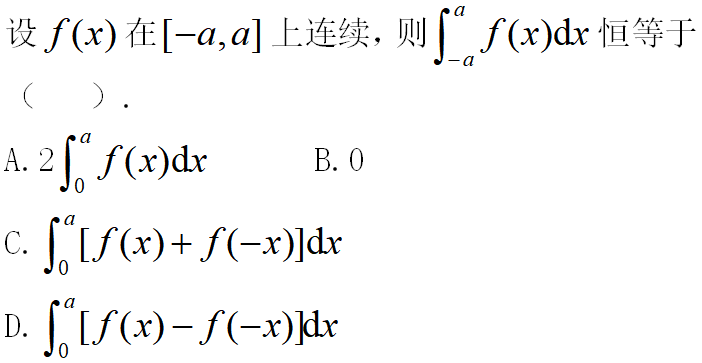 设 f(x) 在[−a,a] 上连续，则∫_{-a}^{a} f(x)dx 恒等于
（　　）.
A. 2∫_{0}^{a} f(x)dx　　B. 0
C. ∫_{0}^{a} [f(x)+f(−x)]dx
D. ∫_{0}^{a} [f(x)−f(−x)]dx